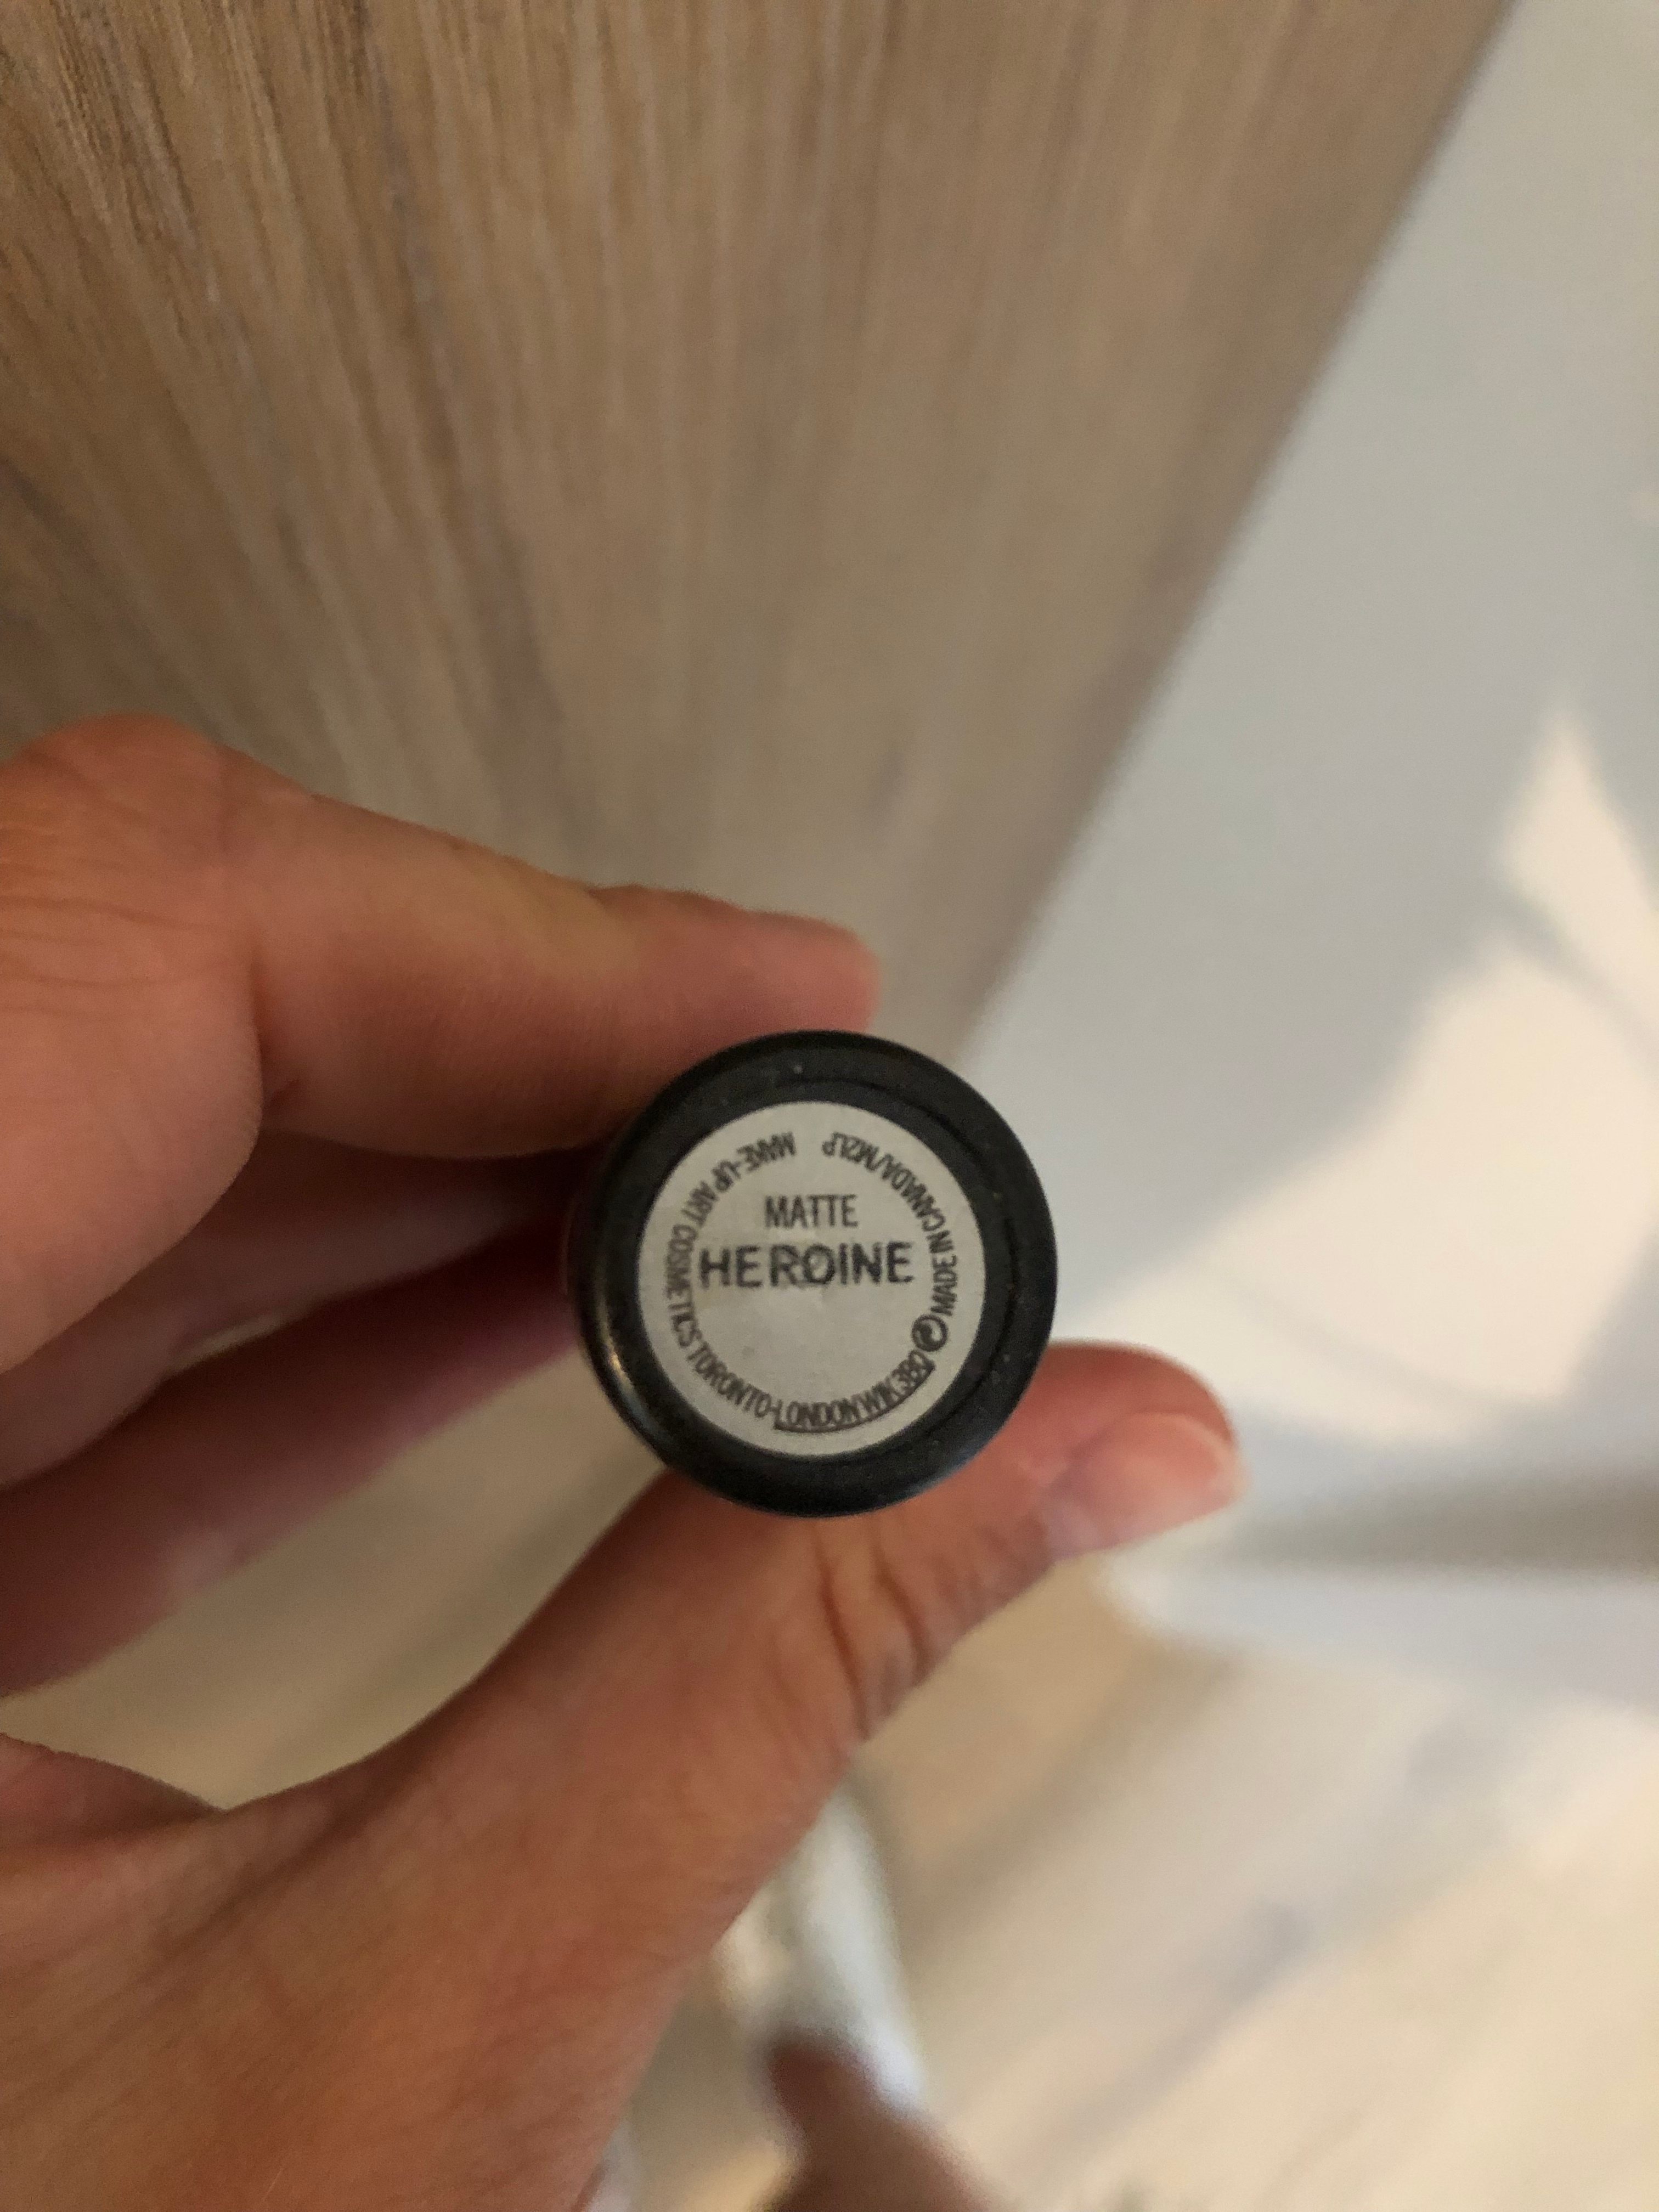 MATTE
HEROINE
MAKE-UP ART COSMETICS TORONTO-LONDON W1K 3BQ MADE IN CANADA/M2LP